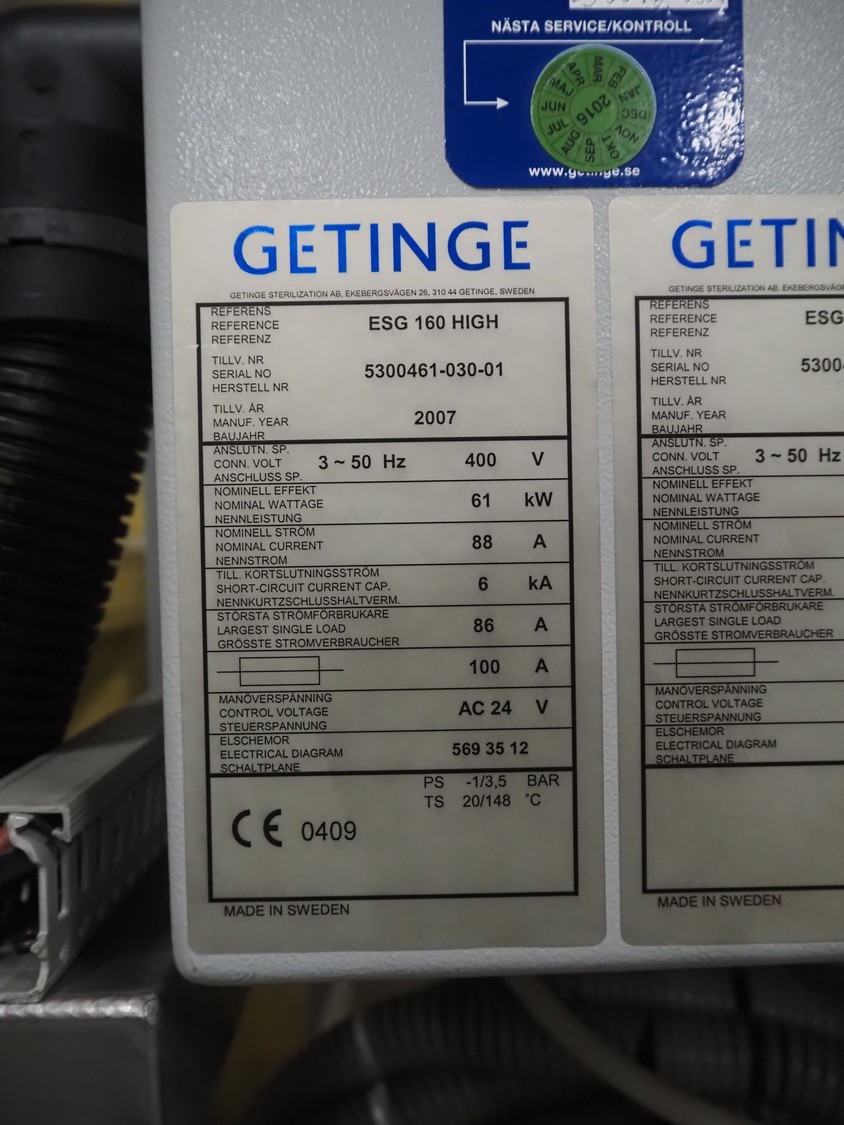 NÄSTA SERVICE/KONTROLL
JAN FEB MAR APR MAJ JUN JUL AUG SEP OKT NOV DEC
2016
www.getinge.se
GETINGE
GETINGE STERILIZATION AB, EKEBERGSVÄGEN 26, 310 44 GETINGE, SWEDEN
REFERENS
REFERENCE ESG 160 HIGH
REFERENZ
TILLV. NR
SERIAL NO 5300461-030-01
HERSTELL NR
TILLV. ÅR
MANUF. YEAR 2007
BAUJAHR
ANSLUTN. SP.
CONN. VOLT 3 ~ 50 Hz 400 V
ANSCHLUSS SP.
NOMINELL EFFEKT
NOMINAL WATTAGE 61 kW
NENNLEISTUNG
NOMINELL STRÖM
NOMINAL CURRENT 88 A
NENNSTROM
TILL. KORTSLUTNINGSSTRÖM
SHORT-CIRCUIT CURRENT CAP. 6 kA
NENNKURTZSCHLUSSHALTVERM.
STÖRSTA STRÖMFÖRBRUKARE
LARGEST SINGLE LOAD 86 A
GRÖSSTE STROMVERBRAUCHER
100 A
MANÖVERSPÄNNING
CONTROL VOLTAGE AC 24 V
STEUERSPANNUNG
ELSCHEMOR
ELECTRICAL DIAGRAM 569 35 12
SCHALTPLANE
PS -1/3,5 BAR
TS 20/148 °C
CE 0409
MADE IN SWEDEN
GETIN
GETINGE STERILIZATION AB, EKEBERGSVÄGE
REFERENS
REFERENCE ESG
REFERENZ
TILLV. NR
SERIAL NO 5300
HERSTELL NR
TILLV. ÅR
MANUF. YEAR
BAUJAHR
ANSLUTN. SP.
CONN. VOLT 3 ~ 50 Hz
ANSCHLUSS SP.
NOMINELL EFFEKT
NOMINAL WATTAGE
NENNLEISTUNG
NOMINELL STRÖM
NOMINAL CURRENT
NENNSTROM
TILL. KORTSLUTNINGSSTRÖM
SHORT-CIRCUIT CURRENT CAP.
NENNKURTZSCHLUSSHALTVERM.
STÖRSTA STRÖMFÖRBRUKARE
LARGEST SINGLE LOAD
GRÖSSTE STROMVERBRAUCHER
MANÖVERSPÄNNING
CONTROL VOLTAGE
STEUERSPANNUNG
ELSCHEMOR
ELECTRICAL DIAGRAM
SCHALTPLANE
MADE IN SWEDEN